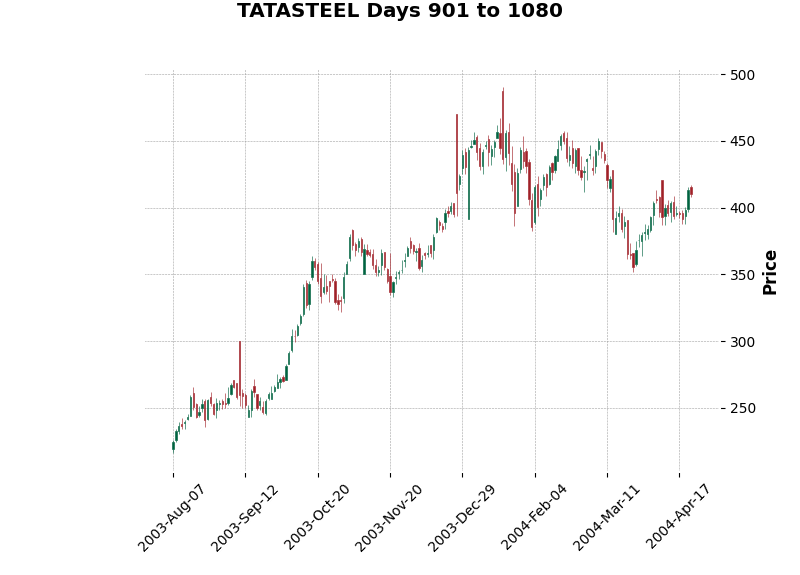 TATASTEEL Days 901 to 1080
500
450
400
350
300
250
Price
2003-Aug-07
2003-Sep-12
2003-Oct-20
2003-Nov-20
2003-Dec-29
2004-Feb-04
2004-Mar-11
2004-Apr-17